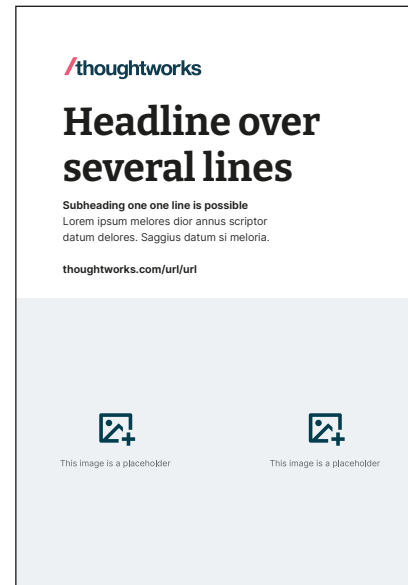 /thoughtworks
Headline over
several lines
Subheading one one line is possible
Lorem ipsum melores dior annus scriptor
datum delores. Saggius datum si meloria.
thoughtworks.com/url/url
This image is a placeholder
This image is a placeholder